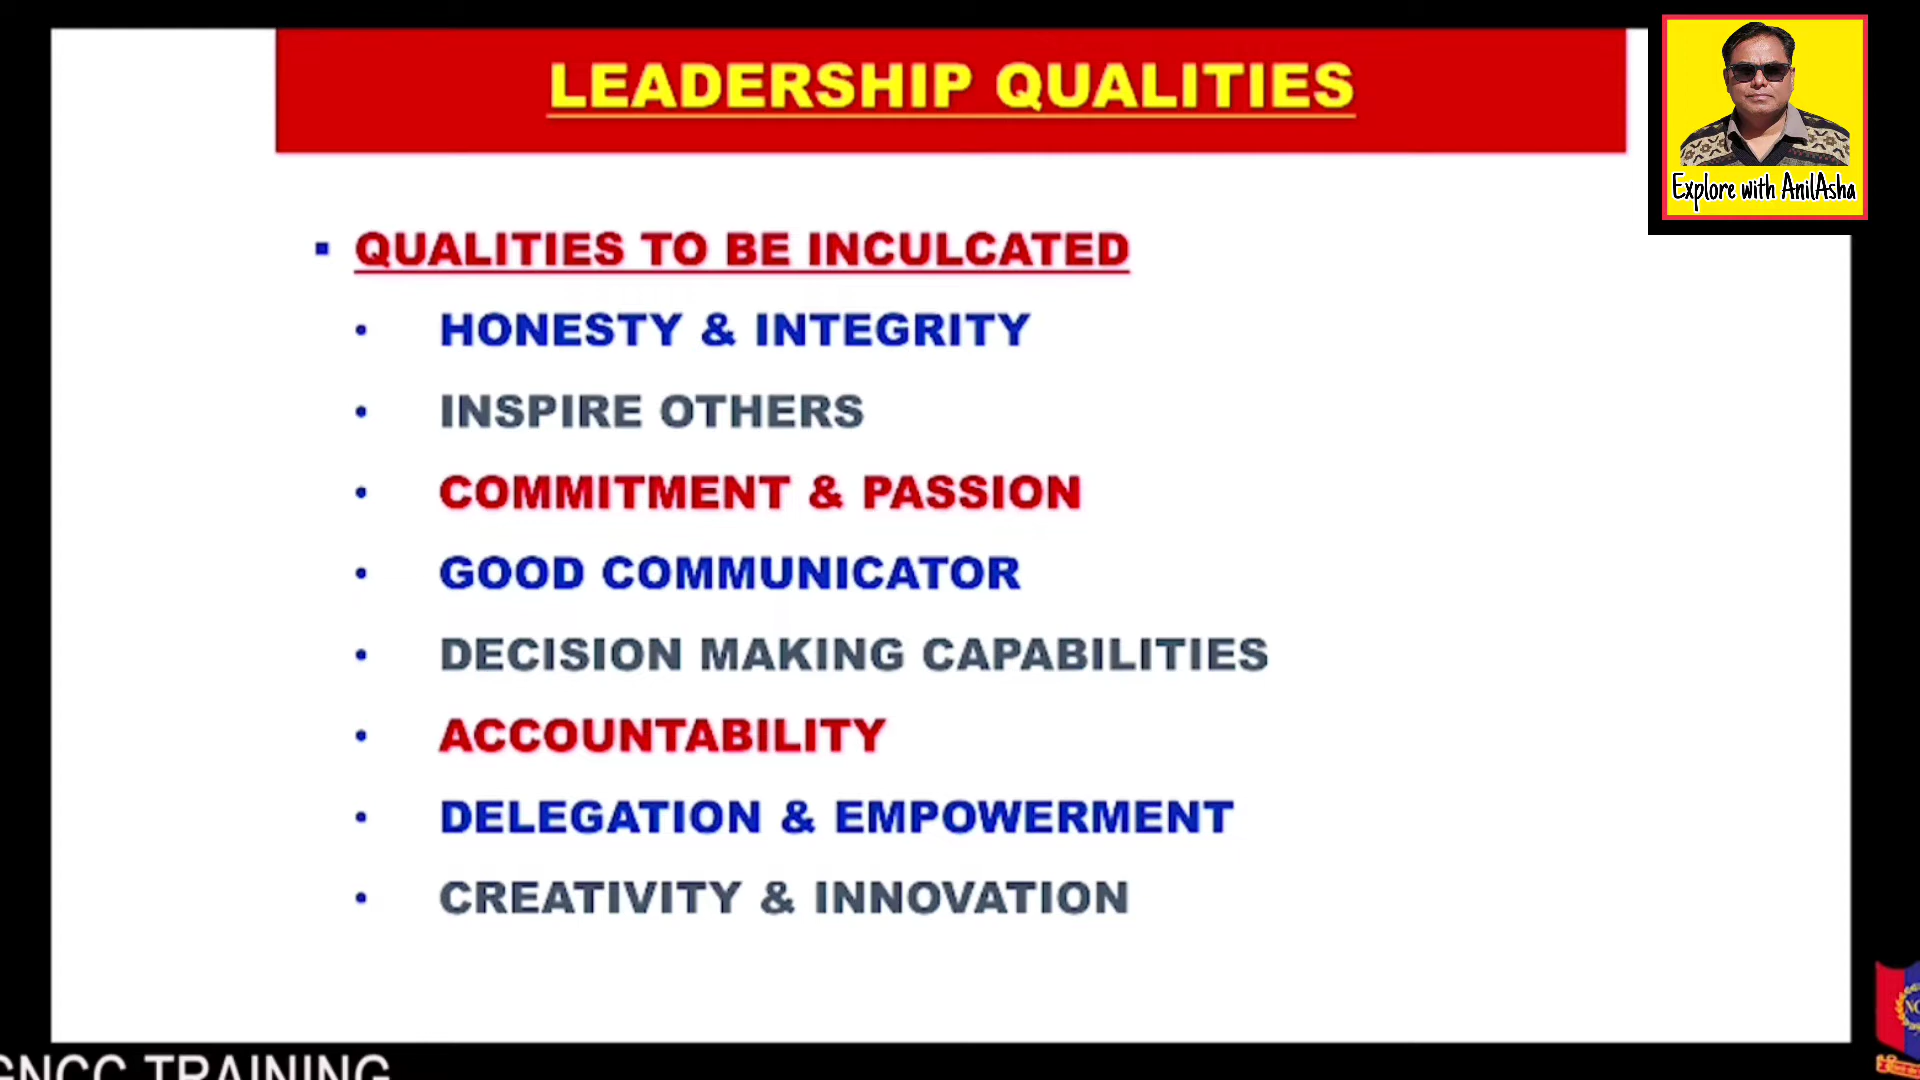 LEADERSHIP QUALITIES
Explore with AnilAsha
QUALITIES TO BE INCULCATED
HONESTY & INTEGRITY
INSPIRE OTHERS
COMMITMENT & PASSION
GOOD COMMUNICATOR
DECISION MAKING CAPABILITIES
ACCOUNTABILITY
DELEGATION & EMPOWERMENT
CREATIVITY & INNOVATION
GNCC TRAINING